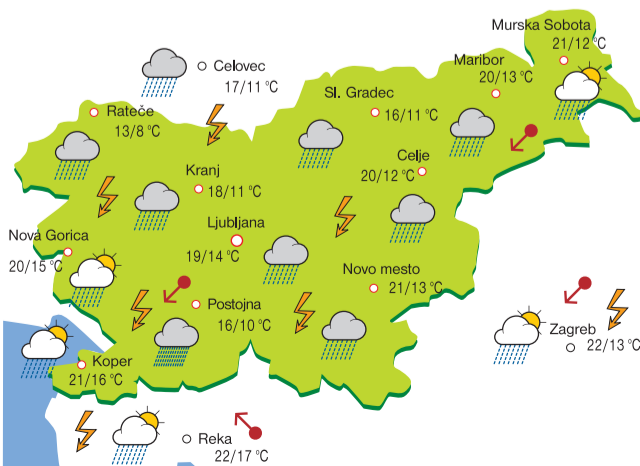 Murska Sobota
21/12 °C
Maribor
20/13 °C
Celovec
17/11 °C
Sl. Gradec
16/11 °C
Rateče
13/8 °C
Celje
20/12 °C
Kranj
18/11 °C
Ljubljana
19/14 °C
Nova Gorica
20/15 °C
Novo mesto
21/13 °C
Postojna
16/10 °C
Zagreb
22/13 °C
Koper
21/16 °C
Reka
22/17 °C